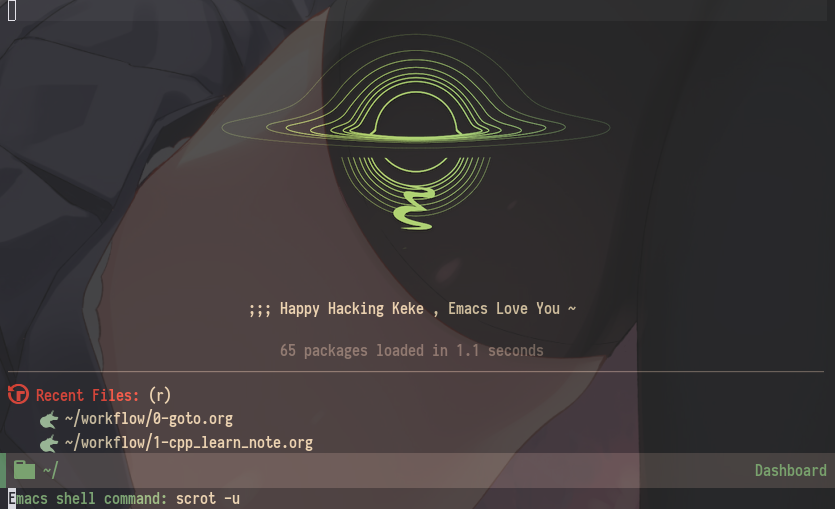 ;;; Happy Hacking Keke , Emacs Love You ~
65 packages loaded in 1.1 seconds
Recent Files: (r)
~/workflow/0-goto.org
~/workflow/1-cpp_learn_note.org
~/ Dashboard
Emacs shell command: scrot -u